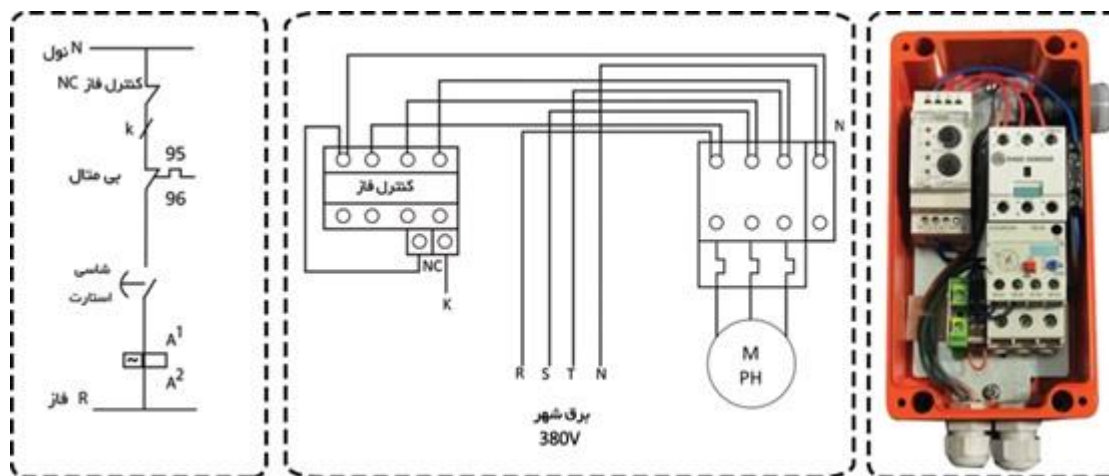 نول N
کنترل فاز NC
k
95
بی متال
96
شاسی
استارت
A1
A2
فاز R
کنترل فاز
NC
K
R S T N
برق شهر
380V
N
M
PH